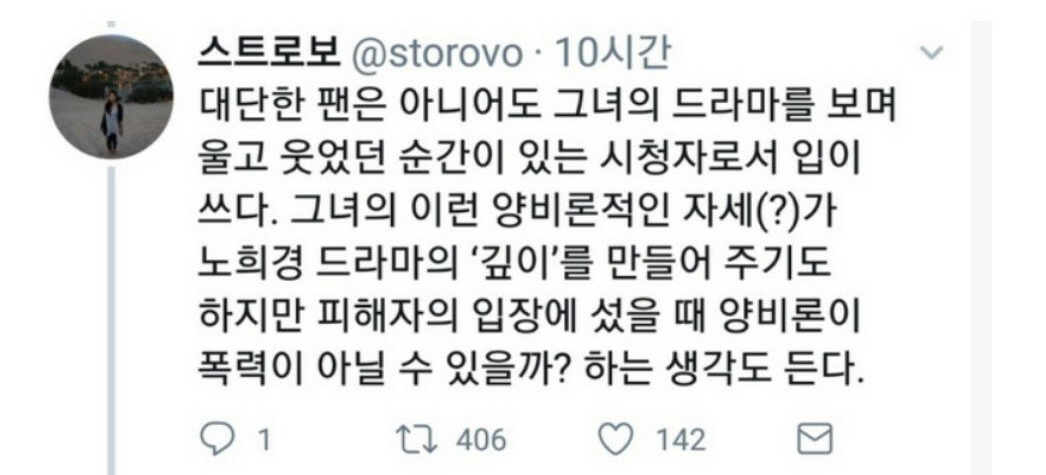 스트로보 @storovo · 10시간
대단한 팬은 아니어도 그녀의 드라마를 보며
울고 웃었던 순간이 있는 시청자로서 입이
쓰다. 그녀의 이런 양비론적인 자세(?)가
노희경 드라마의 ‘깊이’를 만들어 주기도
하지만 피해자의 입장에 섰을 때 양비론이
폭력이 아닐 수 있을까? 하는 생각도 든다.
1 406 142